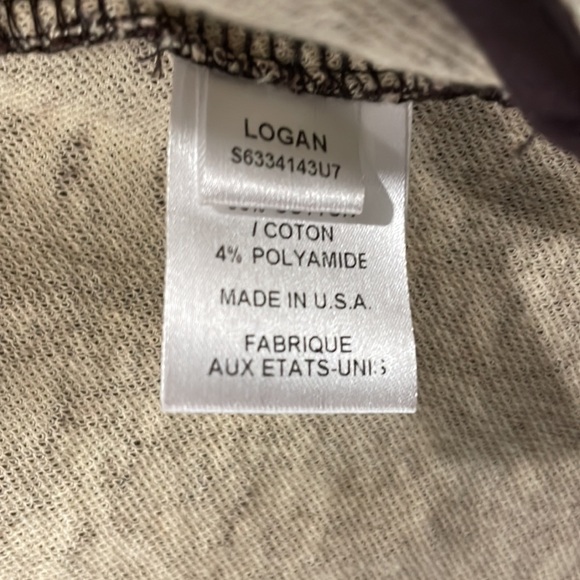 LOGAN
S6334143U7
/ COTON
4% POLYAMIDE
MADE IN U.S.A.
FABRIQUE
AUX ETATS-UNIS